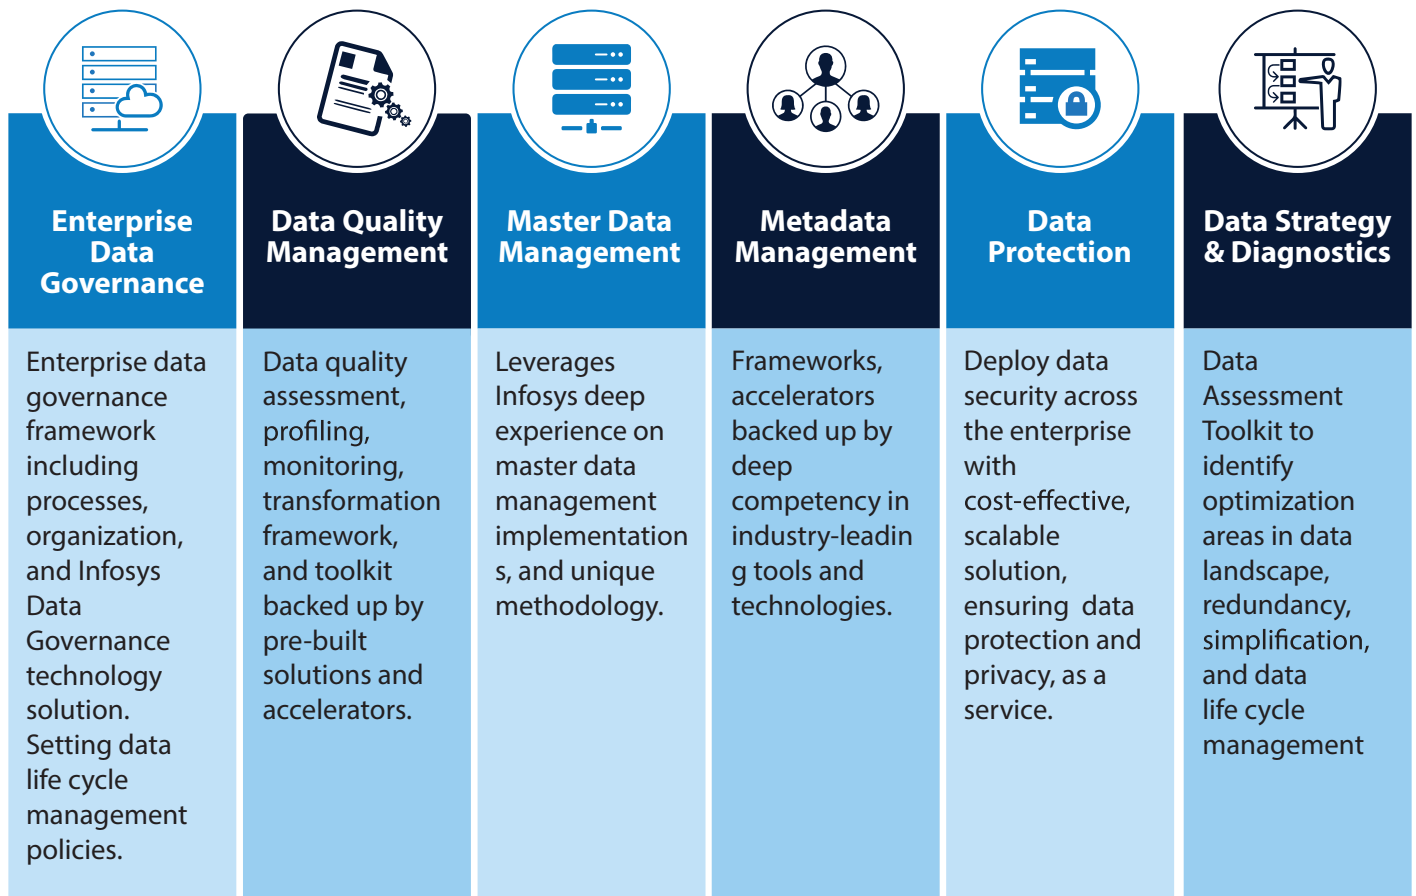 Enterprise
Data
Governance
Enterprise data
governance
framework
including
processes,
organization,
and Infosys
Data
Governance
technology
solution.
Setting data
life cycle
management
policies.
Data Quality
Management
Data quality
assessment,
profiling,
monitoring,
transformation
framework,
and toolkit
backed up by
pre-built
solutions and
accelerators.
Master Data
Management
Leverages
Infosys deep
experience on
master data
management
implementation
s, and unique
methodology.
Metadata
Management
Frameworks,
accelerators
backed up by
deep
competency in
industry-leadin
g tools and
technologies.
Data
Protection
Deploy data
security across
the enterprise
with
cost-effective,
scalable
solution,
ensuring  data
protection and
privacy, as a
service.
Data Strategy
& Diagnostics
Data
Assessment
Toolkit to
identify
optimization
areas in data
landscape,
redundancy,
simplification,
and data
life cycle
management